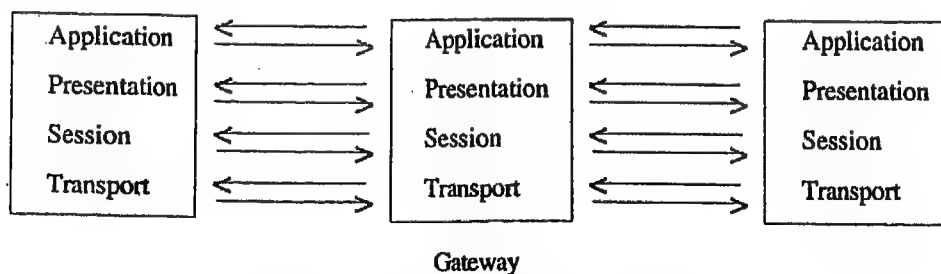 Application Application Application
Presentation Presentation Presentation
Session Session Session
Transport Transport Transport
Gateway